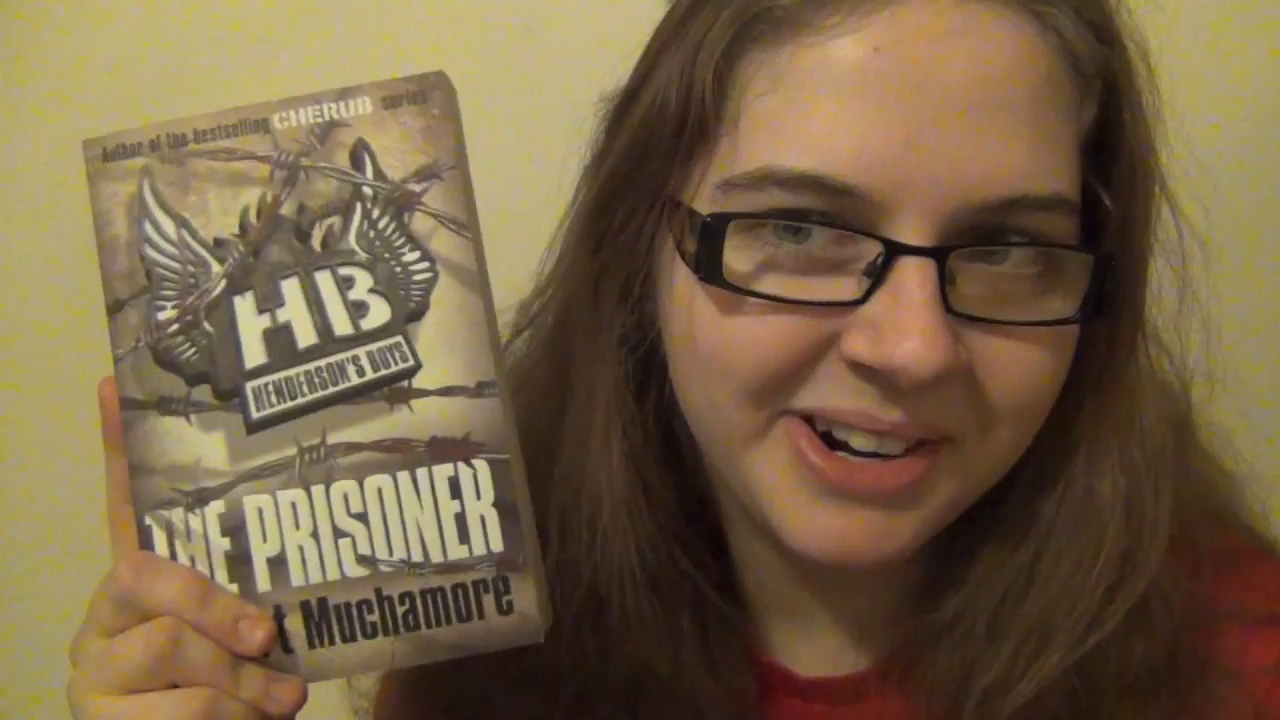 Author of the bestselling CHERUB series
HB
HENDERSON'S BOYS
THE PRISONER
t Muchamore